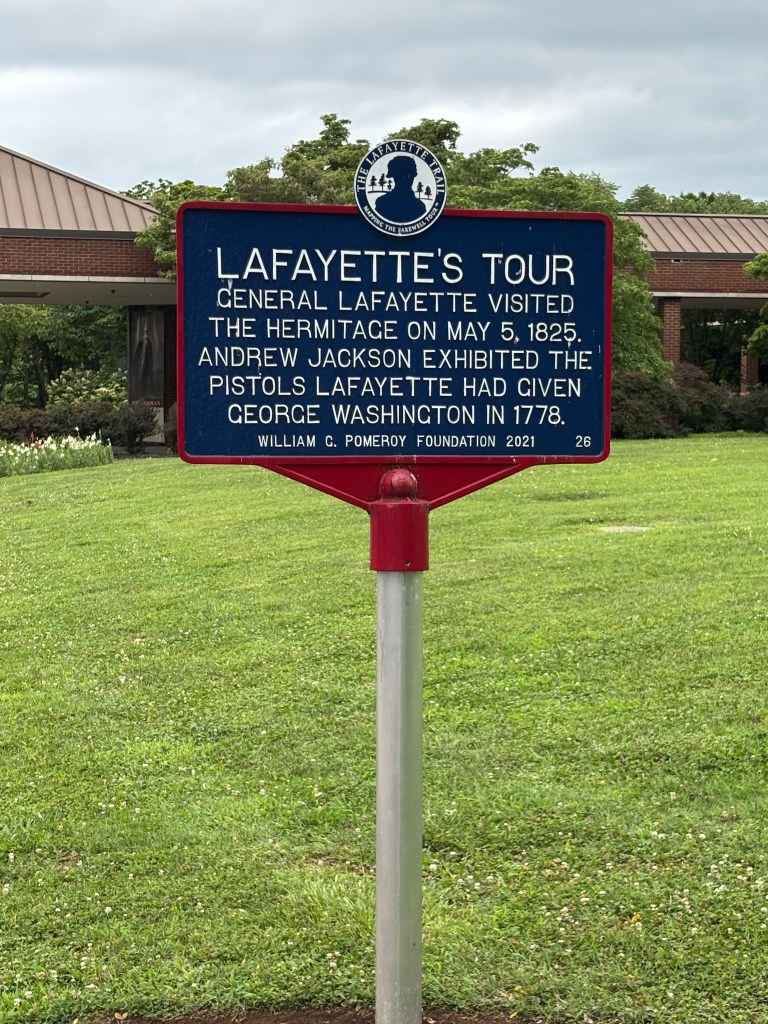 THE LAFAYETTE TRAIL
MAPPING THE FAREWELL TOUR
LAFAYETTE'S TOUR
GENERAL LAFAYETTE VISITED
THE HERMITAGE ON MAY 5, 1825.
ANDREW JACKSON EXHIBITED THE
PISTOLS LAFAYETTE HAD GIVEN
GEORGE WASHINGTON IN 1778.
WILLIAM G. POMEROY FOUNDATION 2021 26